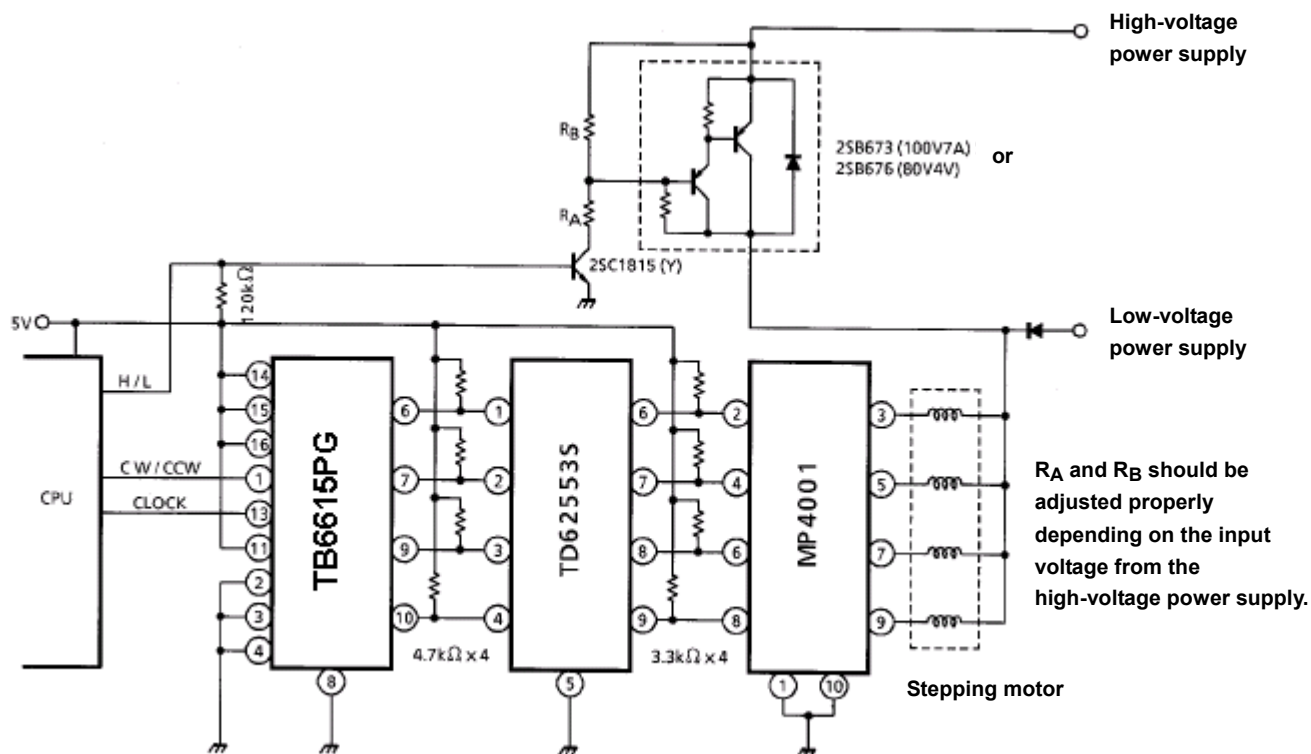 High-voltage
power supply
RB
2SB673 (100V7A) or
2SB676 (80V4V)
RA
2SC1815 (Y)
120kΩ
5V
Low-voltage
power supply
H / L
CW / CCW
CLOCK
CPU
14
15
16
1
13
11
2
3
4
TB6615PG
6
7
9
10
8
4.7kΩ × 4
1
2
3
4
TD62553S
6
7
8
9
5
3.3kΩ × 4
2
4
6
8
MP4001
3
5
7
9
1
10
Stepping motor
RA and RB should be
adjusted properly
depending on the input
voltage from the
high-voltage power supply.